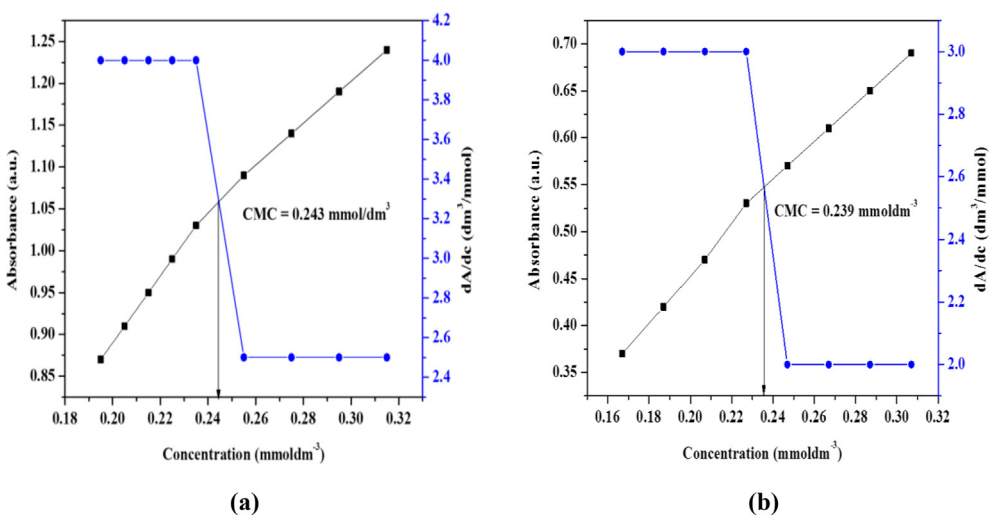 1.25
1.20
1.15
1.10
1.05
1.00
0.95
0.90
0.85
Absorbance (a.u.)
0.18 0.20 0.22 0.24 0.26 0.28 0.30 0.32
Concentration (mmoldm⁻³)
4.2
4.0
3.8
3.6
3.4
3.2
3.0
2.8
2.6
2.4
dA/dc (dm³/mmol)
CMC = 0.243 mmol/dm³
(a)
0.70
0.65
0.60
0.55
0.50
0.45
0.40
0.35
Absorbance (a.u.)
0.16 0.18 0.20 0.22 0.24 0.26 0.28 0.30 0.32
Concentration (mmoldm⁻³)
3.0
2.8
2.6
2.4
2.2
2.0
dA/dc (dm³/mmol)
CMC = 0.239 mmoldm⁻³
(b)